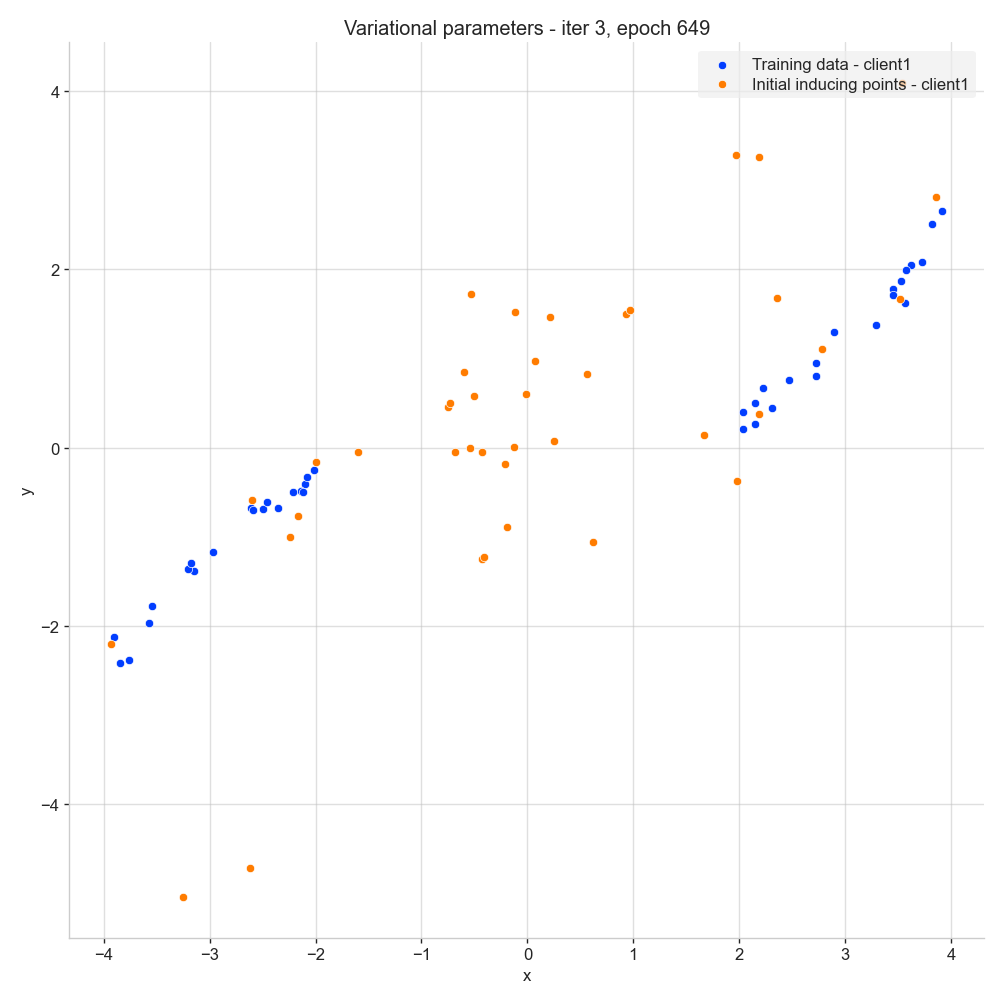 Variational parameters - iter 3, epoch 649
Training data - client1
Initial inducing points - client1
4
2
0
−2
−4
y
−4 −3 −2 −1 0 1 2 3 4
x